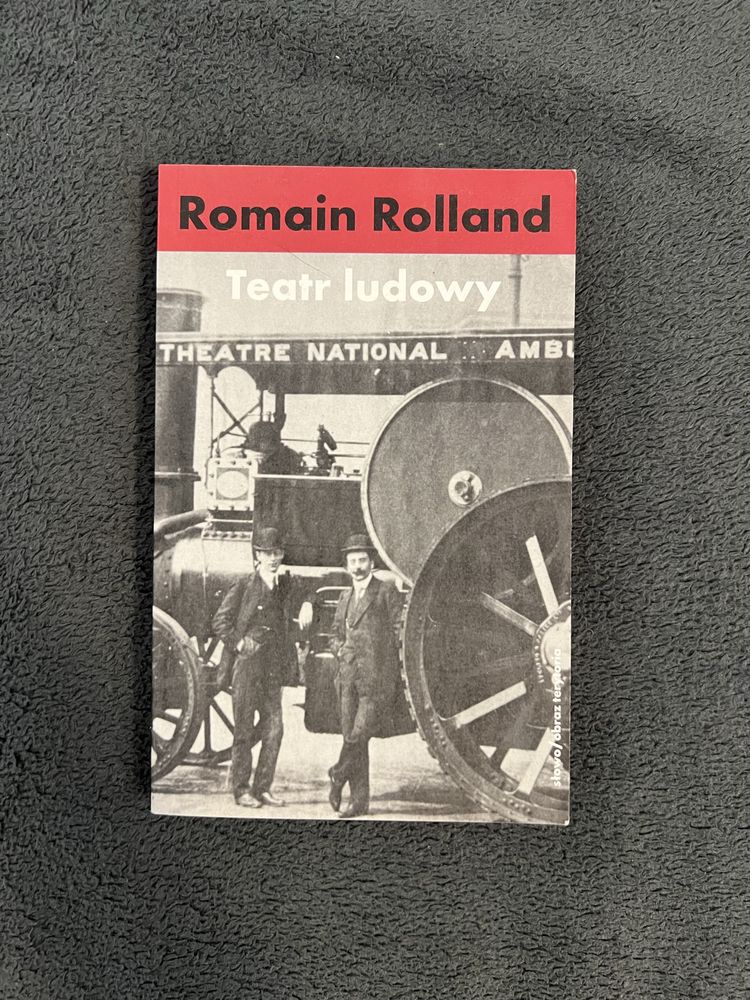 Romain Rolland
Teatr ludowy
THEATRE NATIONAL AMBU
słowo/obraz terytoria